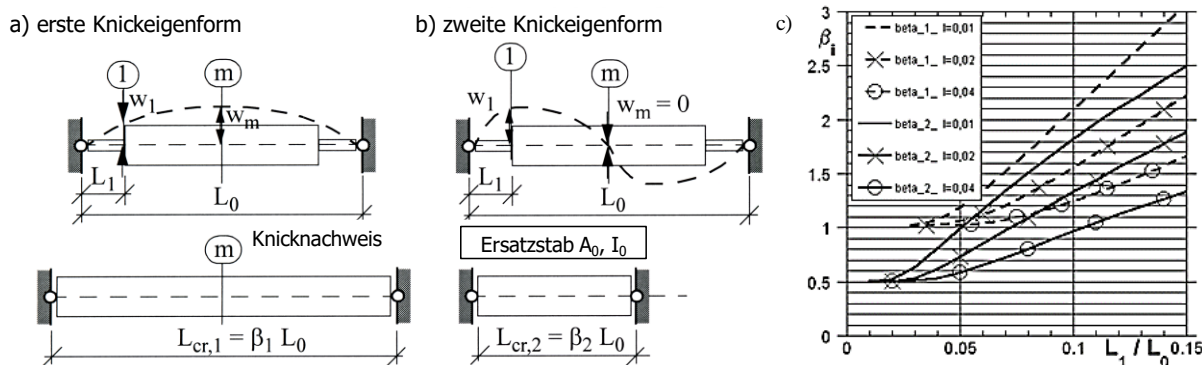 a) erste Knickeigenform
1
m
w1
wm
L1
L0
Knicknachweis
m
Lcr,1 = β1 L0
b) zweite Knickeigenform
1
m
w1
wm = 0
L1
L0
Ersatzstab A0, I0
Lcr,2 = β2 L0
c)
3
βi
2.5
2
1.5
1
0.5
0
beta_1_ I=0,01
beta_1_ I=0,02
beta_1_ I=0,04
beta_2_ I=0,01
beta_2_ I=0,02
beta_2_ I=0,04
0 0.05 0.1 L1 / L0 0.15